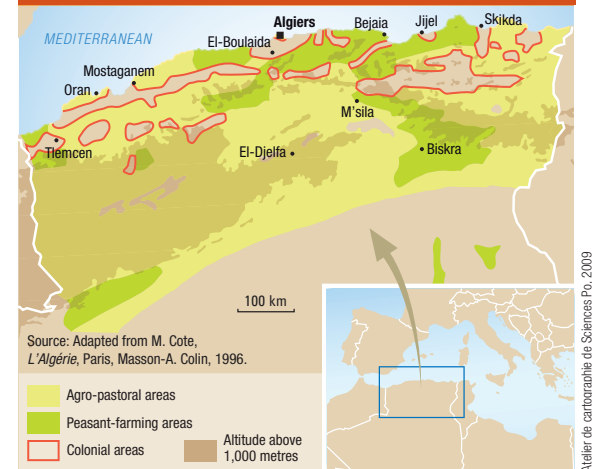 MEDITERRANEAN
Algiers
Bejaia
Jijel
Skikda
El-Boulaida
Mostaganem
Oran
M'sila
Tlemcen
El-Djelfa
Biskra
100 km
Source: Adapted from M. Cote,
L'Algérie, Paris, Masson-A. Colin, 1996.
Agro-pastoral areas
Peasant-farming areas
Colonial areas
Altitude above
1,000 metres
Atelier de cartographie de Sciences Po, 2009